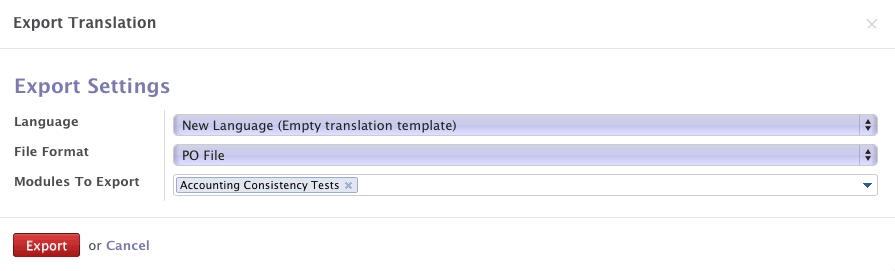 Export Translation
Export Settings
Language New Language (Empty translation template)
File Format PO File
Modules To Export Accounting Consistency Tests
Export or Cancel